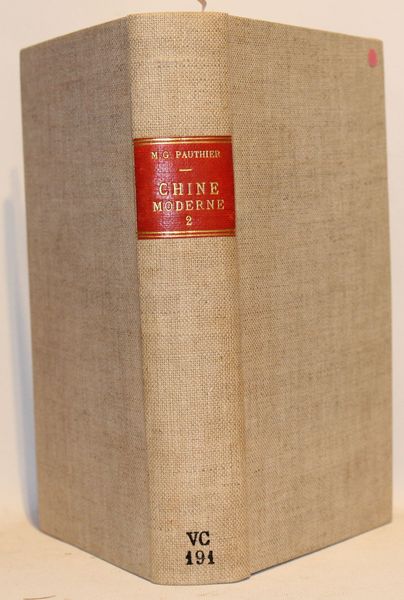 M. G. PAUTHIER
CHINE
MODERNE
2
VC
191